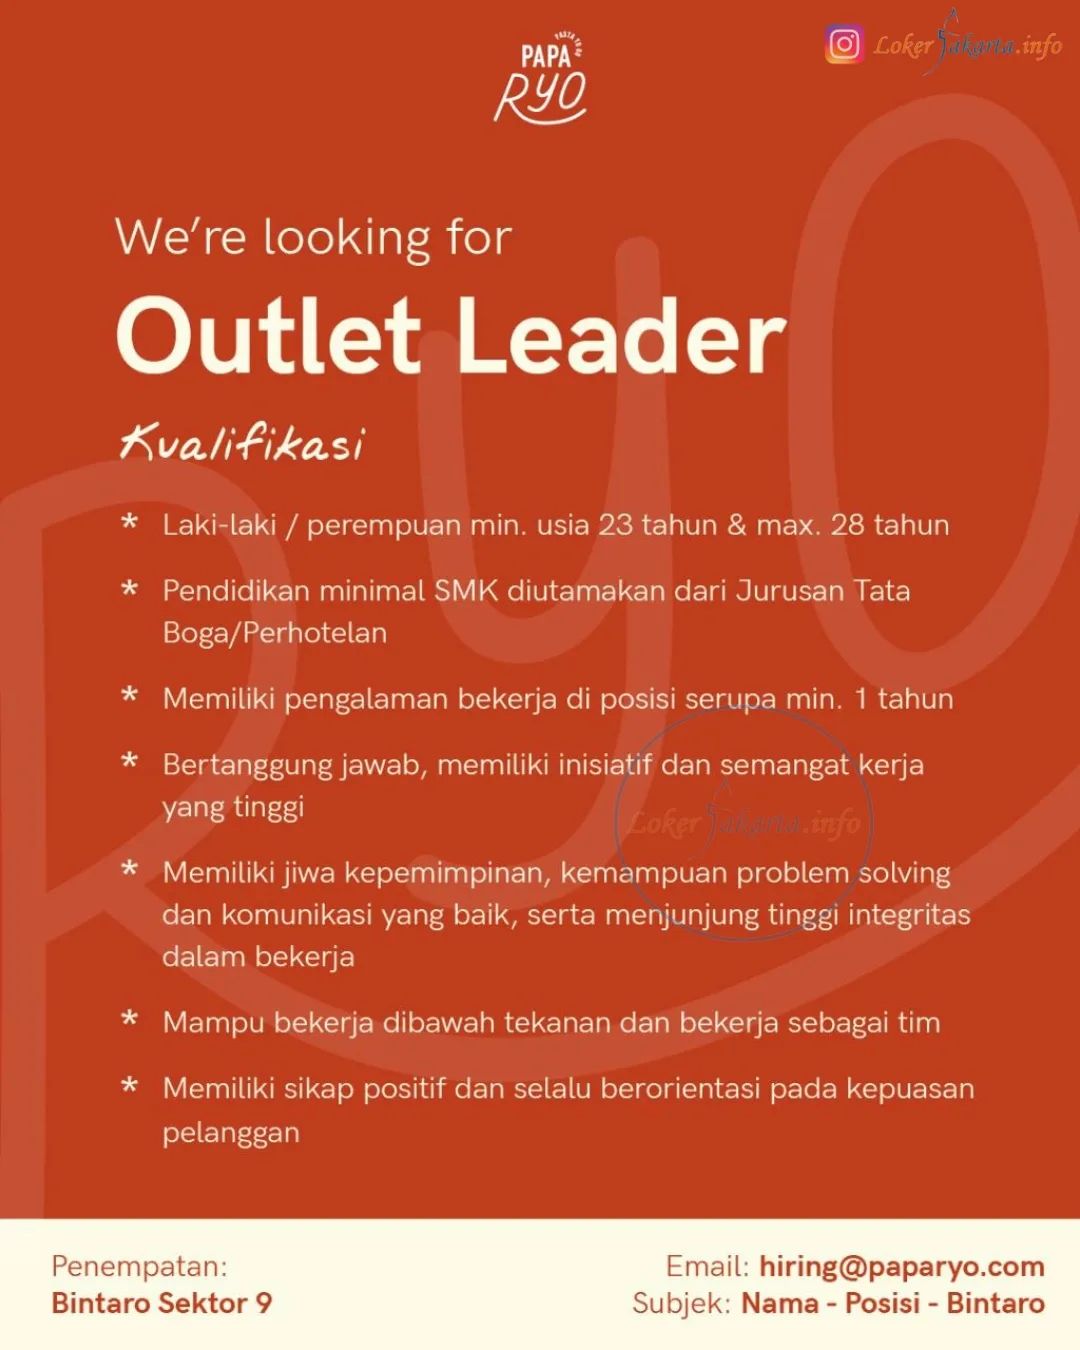 PASTA TO GO
PAPA
RYO
Loker Jakarta.info
We're looking for
Outlet Leader
Kualifikasi
* Laki-laki / perempuan min. usia 23 tahun & max. 28 tahun
* Pendidikan minimal SMK diutamakan dari Jurusan Tata
Boga/Perhotelan
* Memiliki pengalaman bekerja di posisi serupa min. 1 tahun
* Bertanggung jawab, memiliki inisiatif dan semangat kerja
yang tinggi
Loker Jakarta.info
* Memiliki jiwa kepemimpinan, kemampuan problem solving
dan komunikasi yang baik, serta menjunjung tinggi integritas
dalam bekerja
* Mampu bekerja dibawah tekanan dan bekerja sebagai tim
* Memiliki sikap positif dan selalu berorientasi pada kepuasan
pelanggan
Penempatan:
Bintaro Sektor 9
Email: hiring@paparyo.com
Subjek: Nama - Posisi - Bintaro